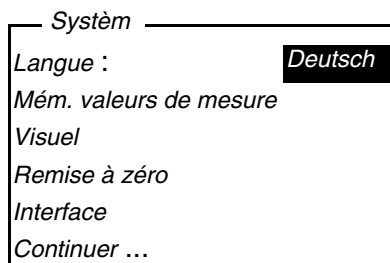 Systèm
Langue : Deutsch
Mém. valeurs de mesure
Visuel
Remise à zéro
Interface
Continuer ...